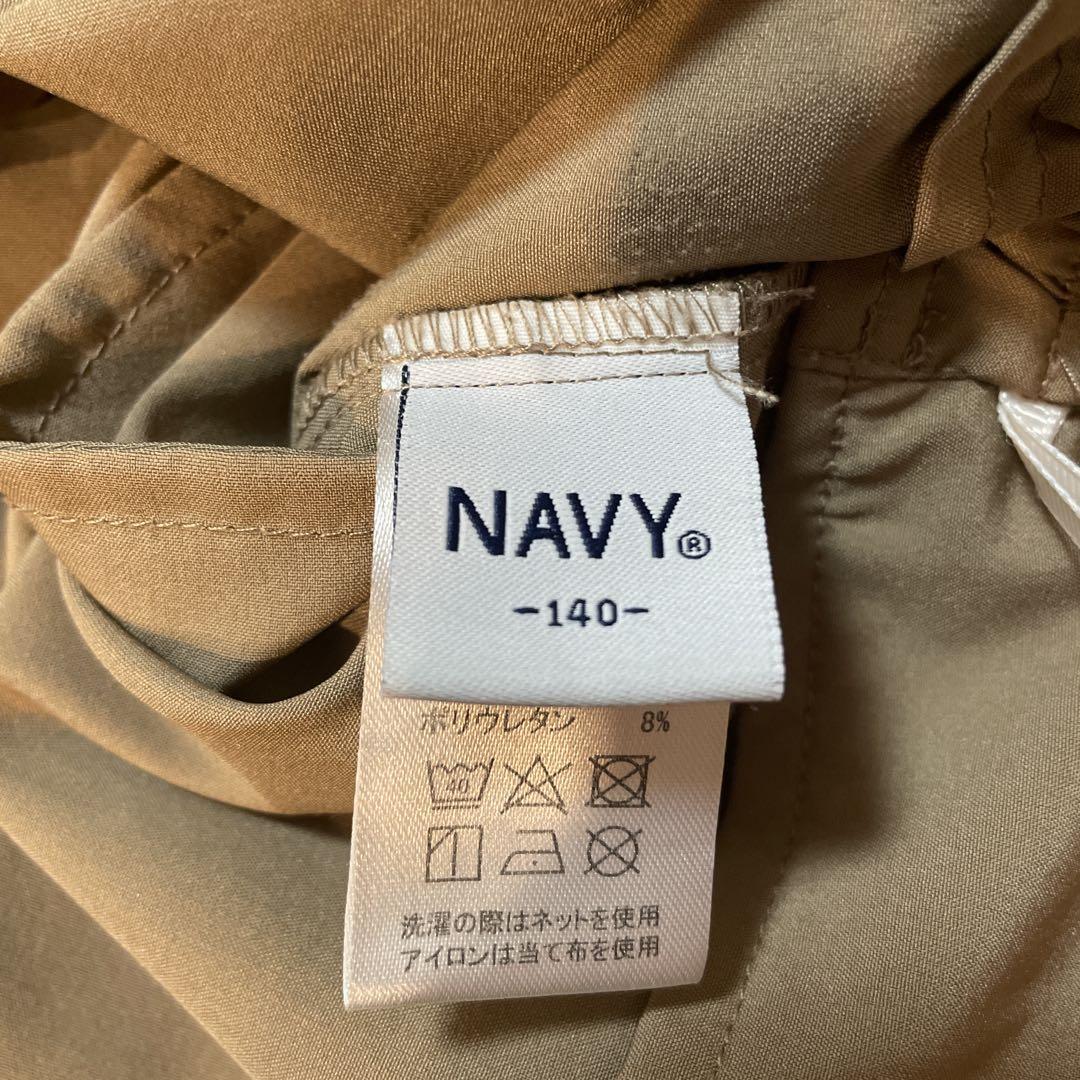 NAVY®
-140-
ポリウレタン 8%
40
洗濯の際はネットを使用
アイロンは当て布を使用